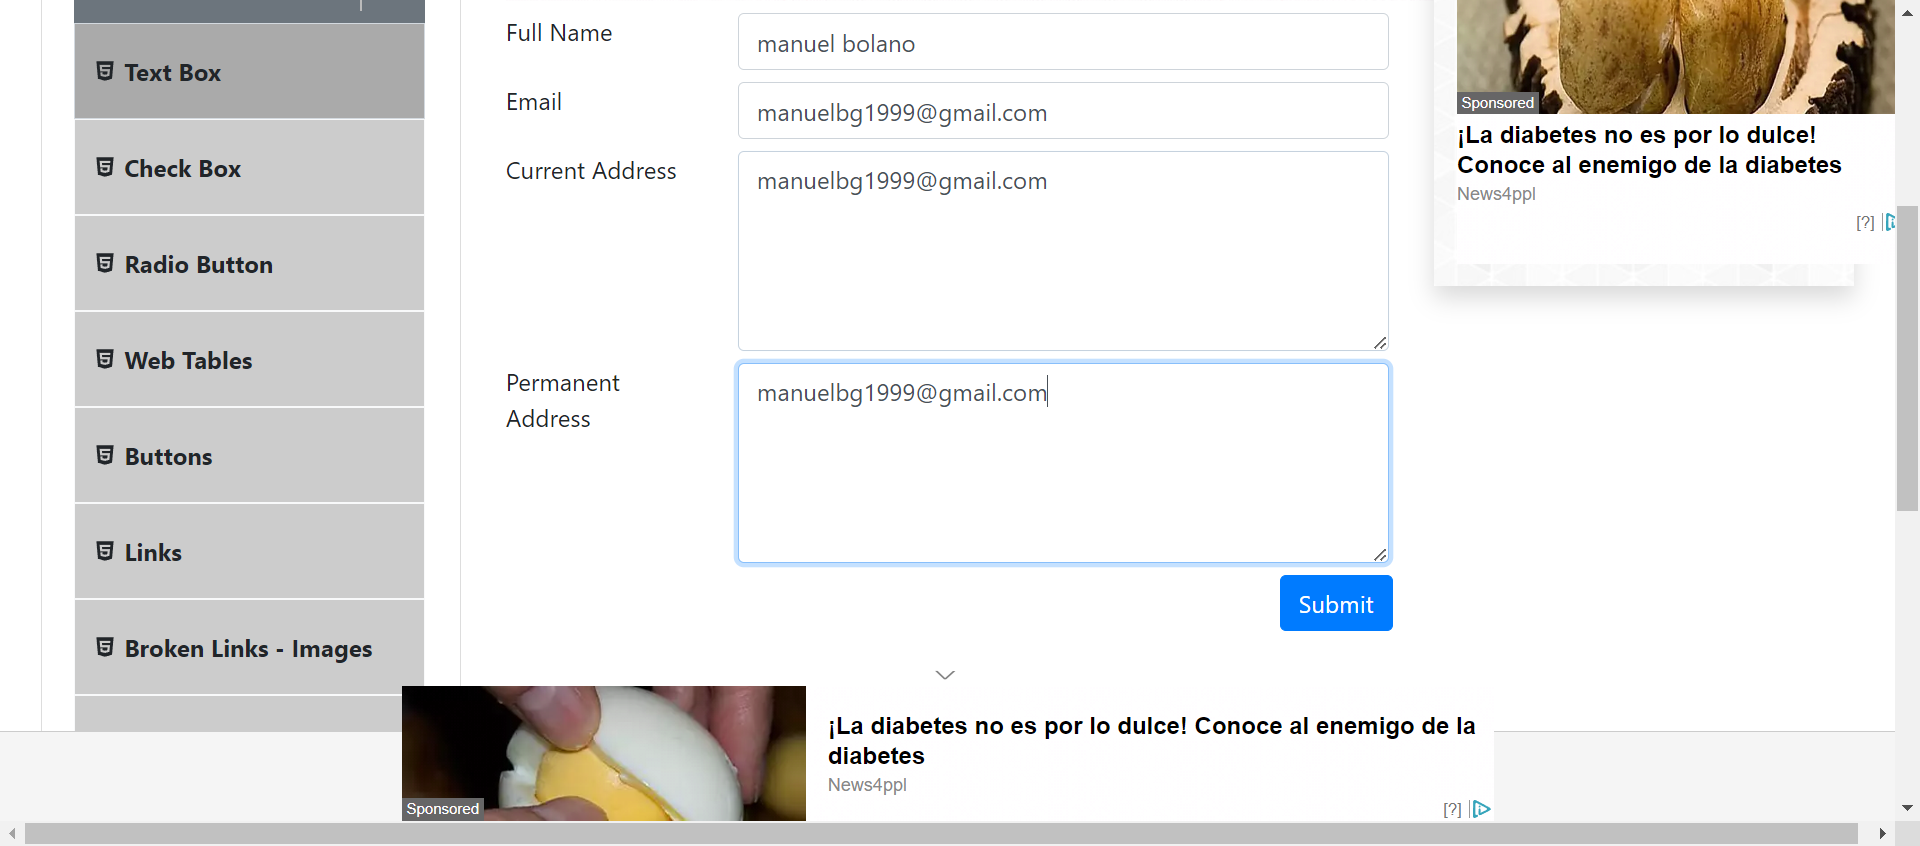 Text Box
Check Box
Radio Button
Web Tables
Buttons
Links
Broken Links - Images
Full Name
manuel bolano
Email
manuelbg1999@gmail.com
Current Address
manuelbg1999@gmail.com
Permanent
Address
manuelbg1999@gmail.com
Submit
Sponsored
¡La diabetes no es por lo dulce!
Conoce al enemigo de la diabetes
News4ppl
[?]
Sponsored
¡La diabetes no es por lo dulce! Conoce al enemigo de la
diabetes
News4ppl
[?]